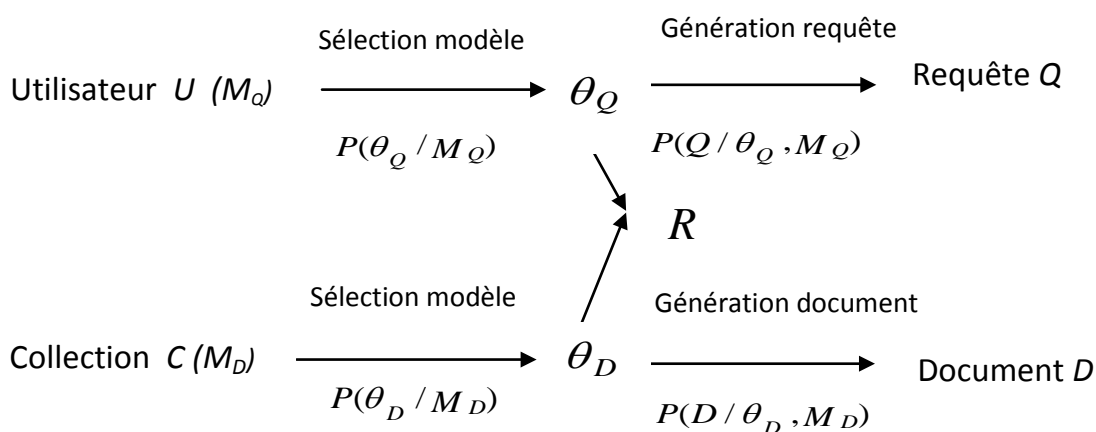 Sélection modèle
Génération requête
Utilisateur U (M_Q)
θ_Q
Requête Q
P(θ_Q / M_Q)
P(Q / θ_Q , M_Q)
R
Sélection modèle
Génération document
Collection C (M_D)
θ_D
Document D
P(θ_D / M_D)
P(D / θ_D , M_D)